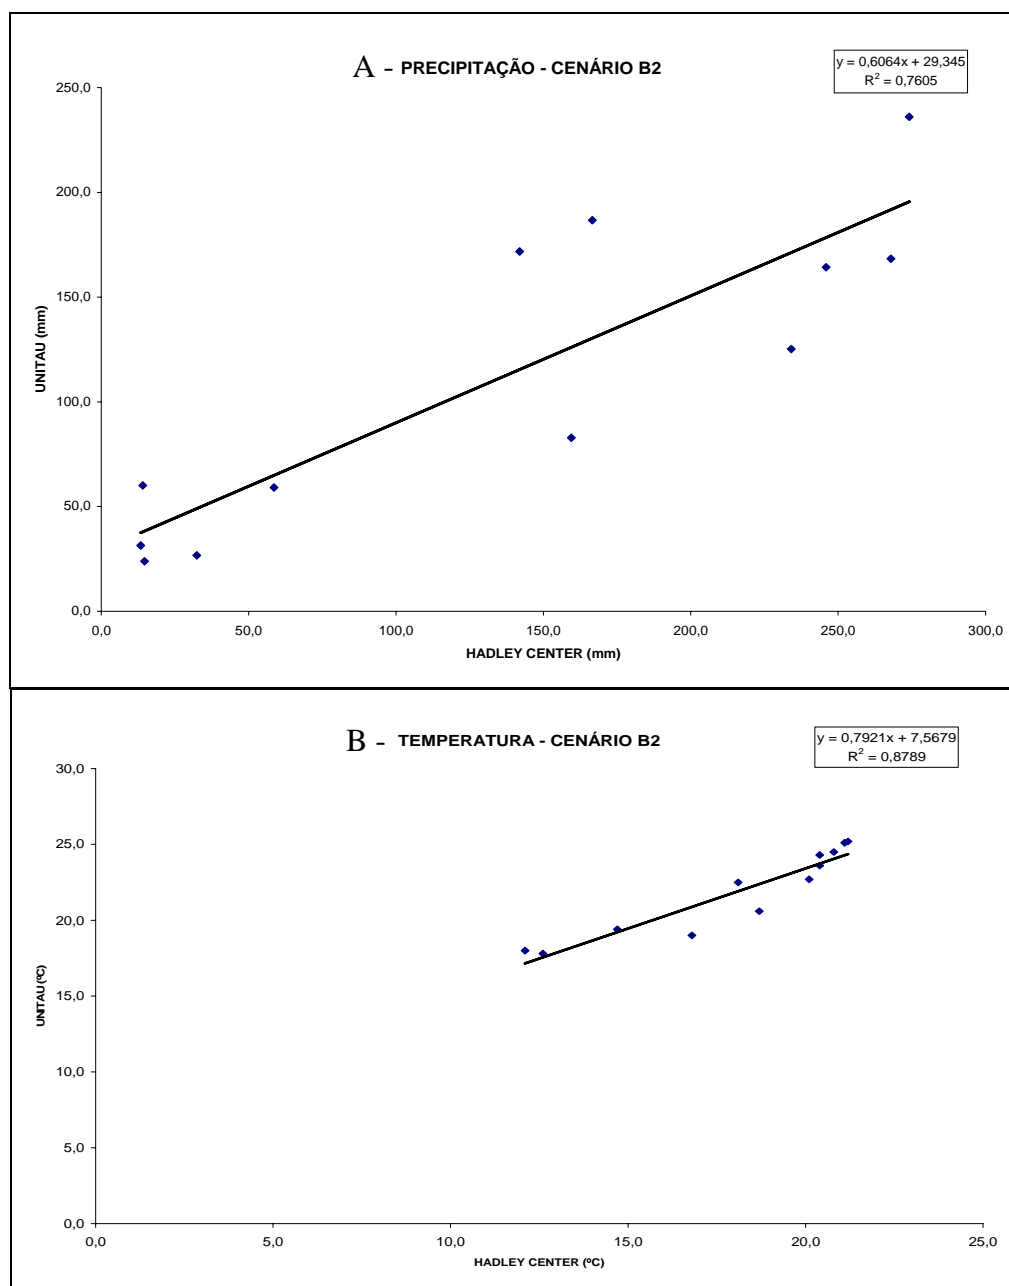 A - PRECIPITAÇÃO - CENÁRIO B2
y = 0,6064x + 29,345
R² = 0,7605
250,0
200,0
150,0
100,0
50,0
0,0
UNITAU (mm)
0,0 50,0 100,0 150,0 200,0 250,0 300,0
HADLEY CENTER (mm)
B - TEMPERATURA - CENÁRIO B2
y = 0,7921x + 7,5679
R² = 0,8789
30,0
25,0
20,0
15,0
10,0
5,0
0,0
UNITAU (ºC)
0,0 5,0 10,0 15,0 20,0 25,0
HADLEY CENTER (ºC)